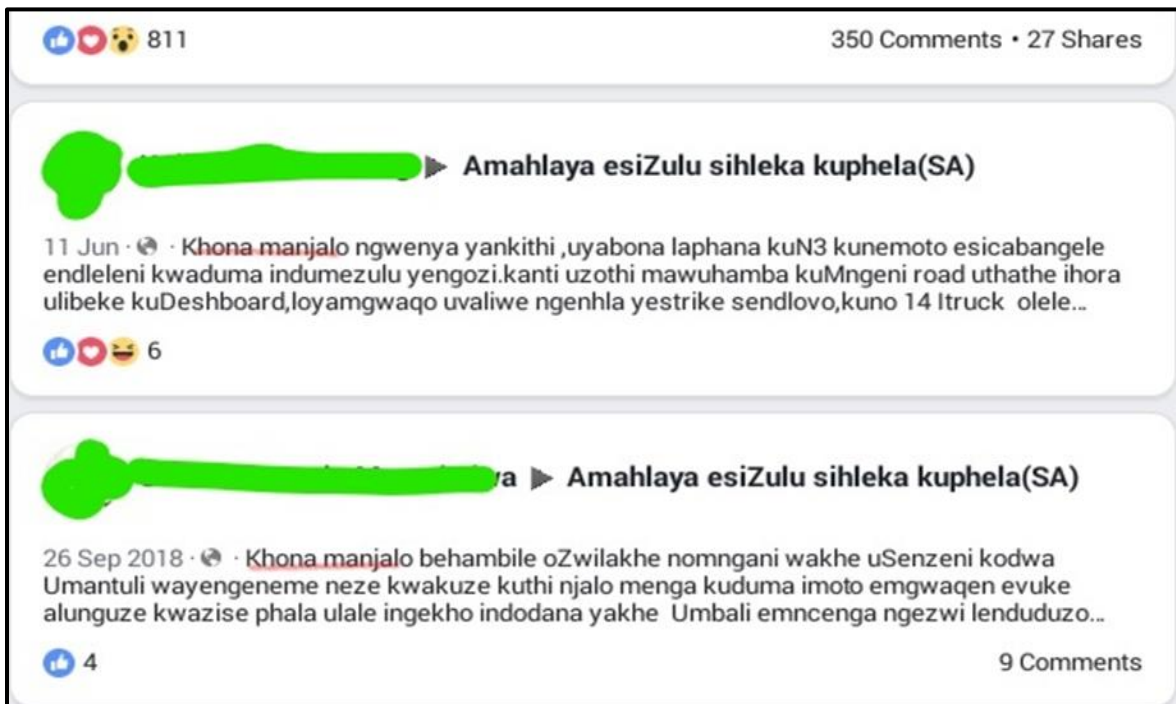 811
350 Comments • 27 Shares
Amahlaya esiZulu sihleka kuphela(SA)
11 Jun · · Khona manjalo ngwenya yankithi ,uyabona laphana kuN3 kunemoto esicabangele
endleleni kwaduma indumezulu yengozi.kanti uzothi mawuhamba kuMngeni road uthathe ihora
ulibeke kuDeshboard,loyamgwaqo uvaliwe ngenhla yestrike sendlovo,kuno 14 Itruck olele...
6
Amahlaya esiZulu sihleka kuphela(SA)
26 Sep 2018 · · Khona manjalo behambile oZwilakhe nomngani wakhe uSenzeni kodwa
Umantuli wayengeneme neze kwakuze kuthi njalo menga kuduma imoto emgwaqen evuke
alunguze kwazise phala ulale ingekho indodana yakhe Umbali emncenga ngezwi lenduduzo...
4
9 Comments